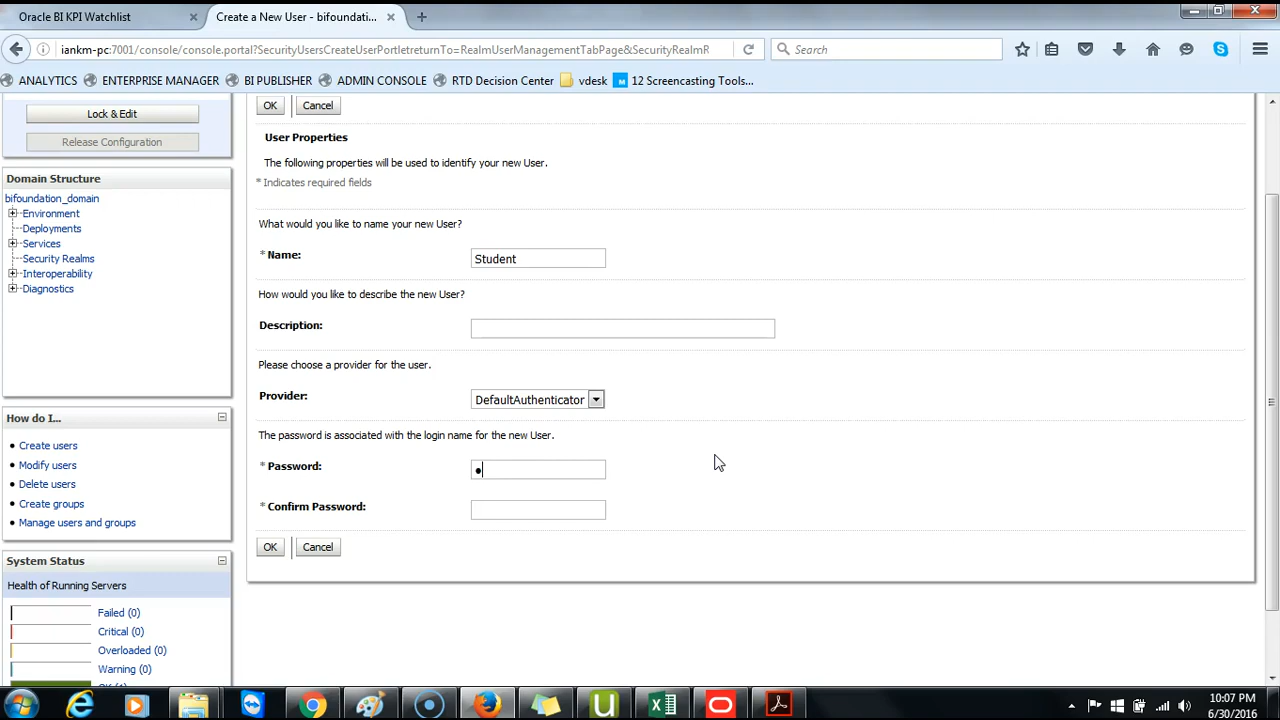 Oracle BI KPI Watchlist
Create a New User - bifoundati...
iankm-pc:7001/console/console.portal?SecurityUsersCreateUserPortletreturnTo=RealmUserManagementTabPage&SecurityRealmR
Search
ANALYTICS
ENTERPRISE MANAGER
BI PUBLISHER
ADMIN CONSOLE
RTD Decision Center
vdesk
12 Screencasting Tools...
Lock & Edit
Release Configuration
Domain Structure
bifoundation_domain
Environment
Deployments
Services
Security Realms
Interoperability
Diagnostics
How do I...
Create users
Modify users
Delete users
Create groups
Manage users and groups
System Status
Health of Running Servers
Failed (0)
Critical (0)
Overloaded (0)
Warning (0)
OK Cancel
User Properties
The following properties will be used to identify your new User.
* Indicates required fields
What would you like to name your new User?
* Name: Student
How would you like to describe the new User?
Description:
Please choose a provider for the user.
Provider: DefaultAuthenticator
The password is associated with the login name for the new User.
* Password: ●
* Confirm Password:
OK Cancel
10:07 PM
6/30/2016